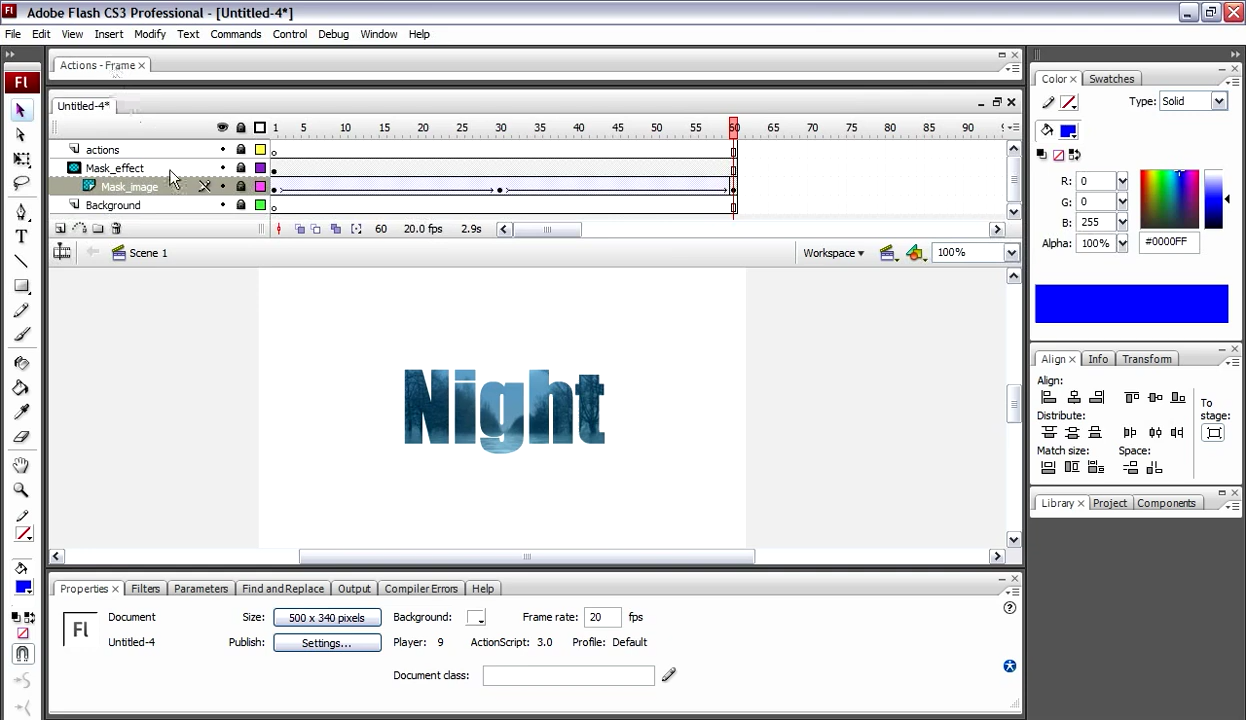 Fl Adobe Flash CS3 Professional - [Untitled-4*]
File Edit View Insert Modify Text Commands Control Debug Window Help
Actions - Frame
Fl
Untitled-4*
1 5 10 15 20 25 30 35 40 45 50 55 60 65 70 75 80 85 90
actions
Mask_effect
Mask_image
Background
60 20.0 fps 2.9s
Scene 1
Workspace
100%
Night
Color Swatches
Type: Solid
R: 0
G: 0
B: 255
Alpha: 100%
#0000FF
Align Info Transform
Align:
Distribute:
Match size: Space:
To stage:
Library Project Components
Properties Filters Parameters Find and Replace Output Compiler Errors Help
Fl
Document
Untitled-4
Size: 500 x 340 pixels Background: Frame rate: 20 fps
Publish: Settings... Player: 9 ActionScript: 3.0 Profile: Default
Document class: